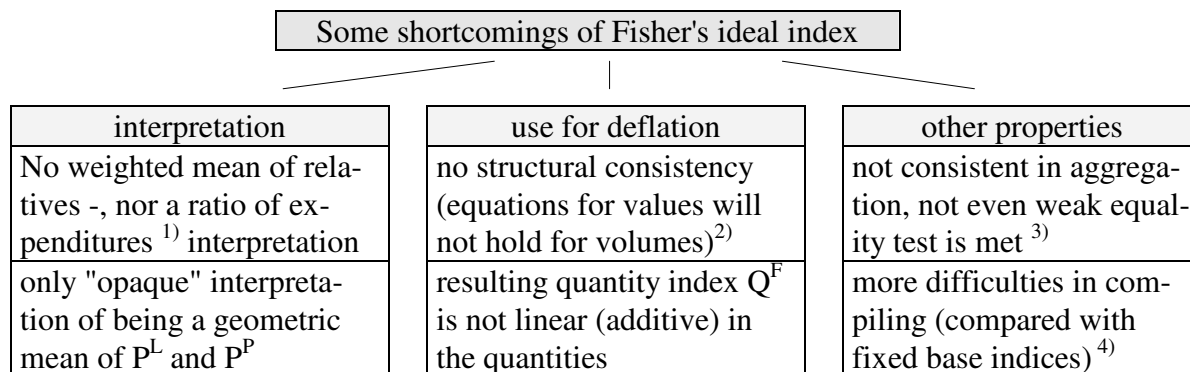 Some shortcomings of Fisher's ideal index
interpretation
No weighted mean of rela-
tives -, nor a ratio of ex-
penditures 1) interpretation
only "opaque" interpreta-
tion of being a geometric
mean of P^L and P^P
use for deflation
no structural consistency
(equations for values will
not hold for volumes)2)
resulting quantity index Q^F
is not linear (additive) in
the quantities
other properties
not consistent in aggrega-
tion, not even weak equal-
ity test is met 3)
more difficulties in com-
piling (compared with
fixed base indices) 4)